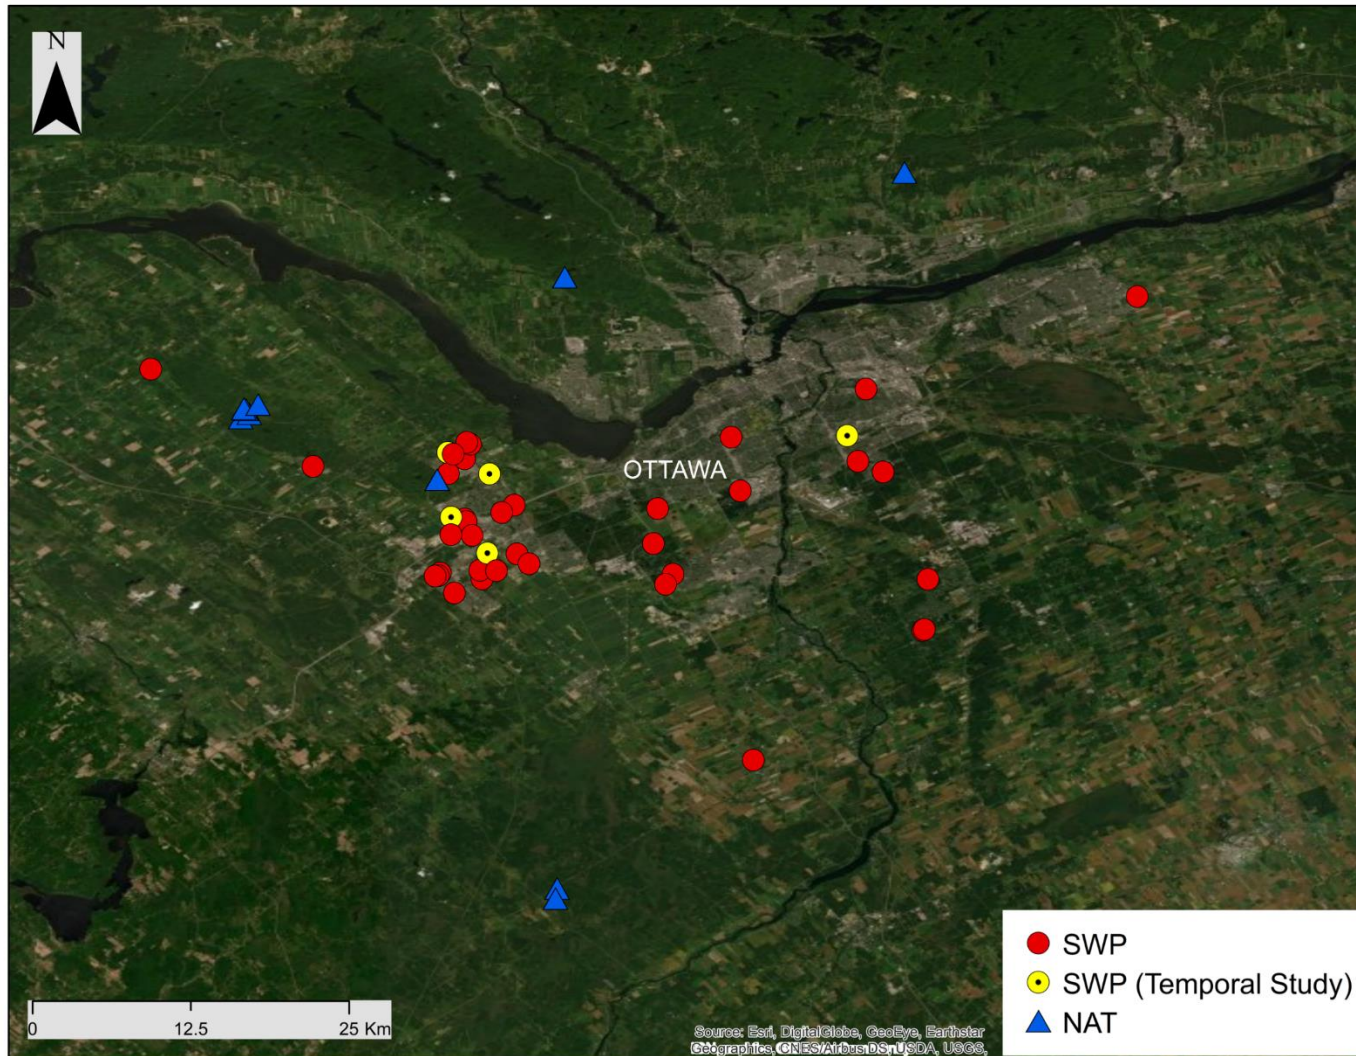 N
OTTAWA
SWP
SWP (Temporal Study)
NAT
0 12.5 25 Km
Source: Esri, DigitalGlobe, GeoEye, Earthstar
Geographics, CNES/Airbus DS, USDA, USGS,